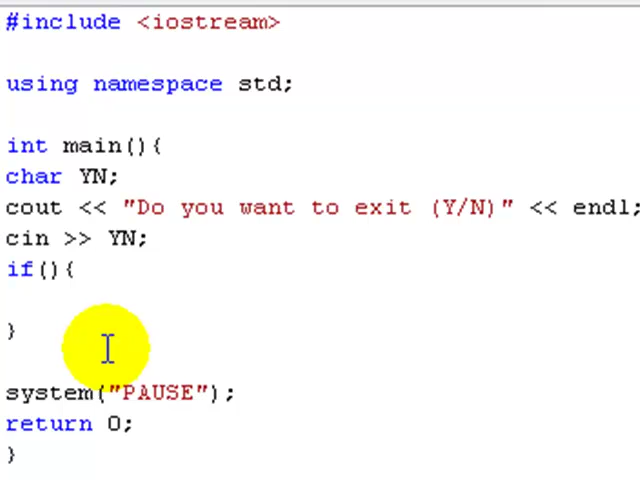 #include <iostream>
using namespace std;
int main(){
char YN;
cout << "Do you want to exit (Y/N)" << endl;
cin >> YN;
if(){
}
system("PAUSE");
return 0;
}